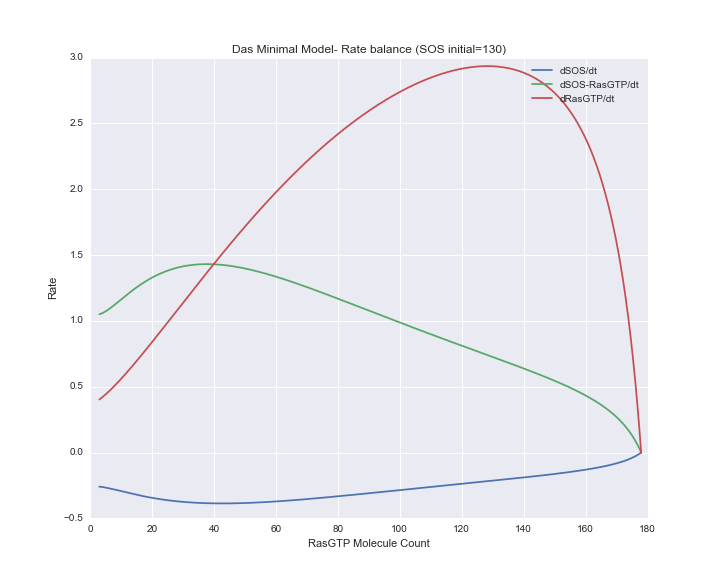 Das Minimal Model- Rate balance (SOS initial=130)
3.0
2.5
2.0
1.5
1.0
0.5
0.0
−0.5
Rate
dSOS/dt
dSOS-RasGTP/dt
dRasGTP/dt
0 20 40 60 80 100 120 140 160 180
RasGTP Molecule Count